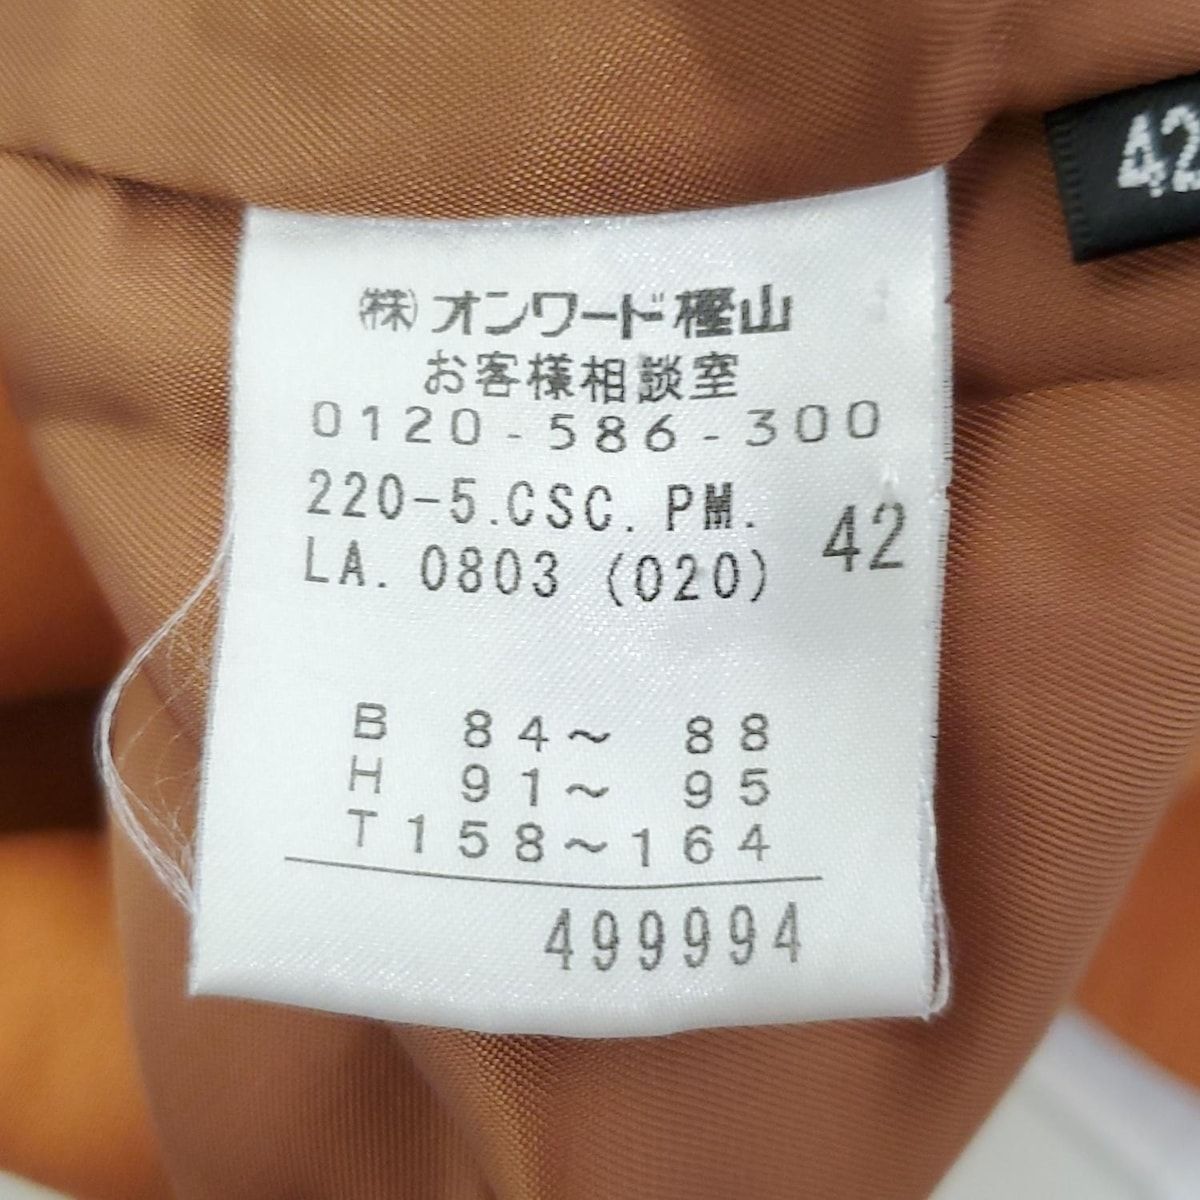 ㈱オンワード樫山
お客様相談室
0120-586-300
220-5.CSC. PM.
LA. 0803 (020)
42
B 84～ 88
H 91～ 95
T158～164
499994
42